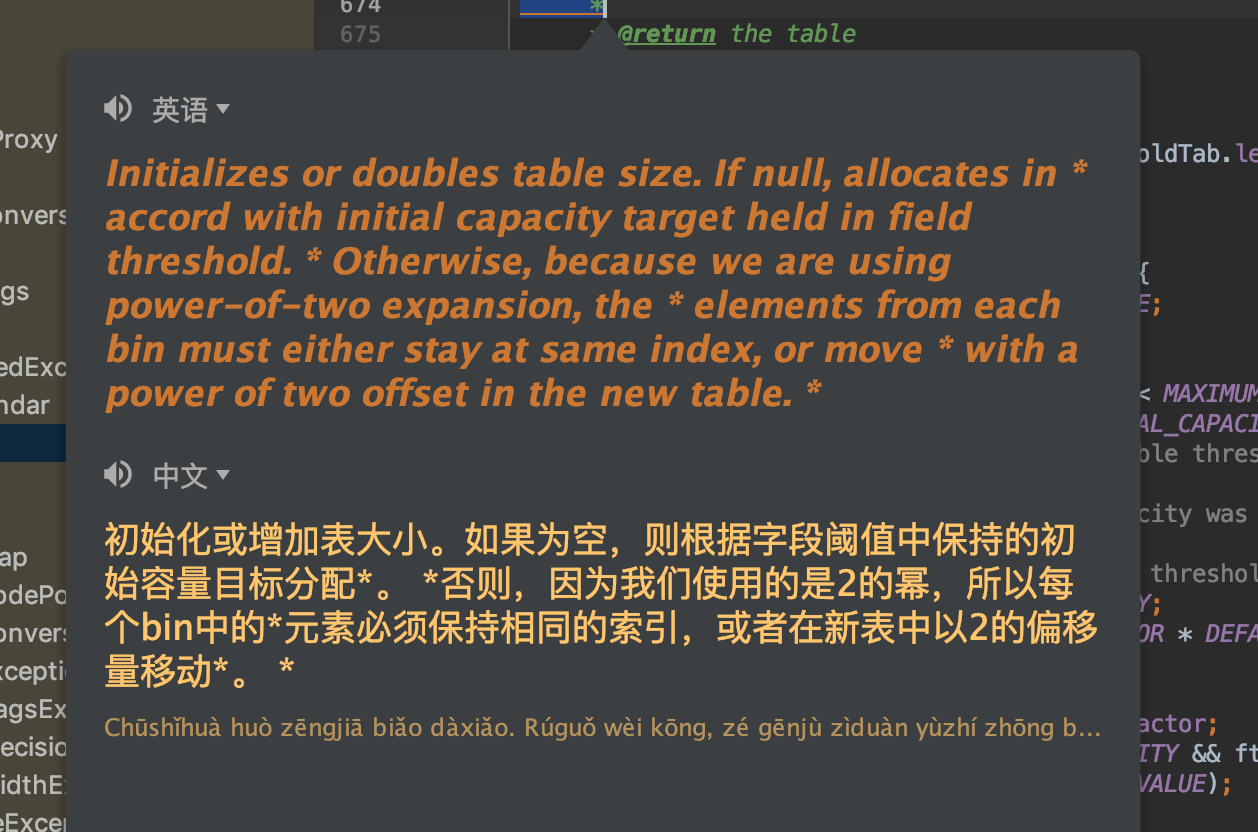 674 *
675 * @return the table
英语
Initializes or doubles table size. If null, allocates in *
accord with initial capacity target held in field
threshold. * Otherwise, because we are using
power-of-two expansion, the * elements from each
bin must either stay at same index, or move * with a
power of two offset in the new table. *
中文
初始化或增加表大小。如果为空，则根据字段阈值中保持的初
始容量目标分配*。 *否则，因为我们使用的是2的幂，所以每
个bin中的*元素必须保持相同的索引，或者在新表中以2的偏移
量移动*。 *
Chūshǐhuà huò zēngjiā biǎo dàxiǎo. Rúguǒ wèi kōng, zé gēnjù zìduàn yùzhí zhōng b...
Proxy
onvers
gs
edExc
ndar
ap
odePo
onvers
xcepti
agsEx
ecisio
idthEx
eExcep
oldTab.le
{
E;
< MAXIMUM
AL_CAPACI
ble thres
city was
threshol
Y;
OR * DEFA
actor;
ITY && ft
VALUE);